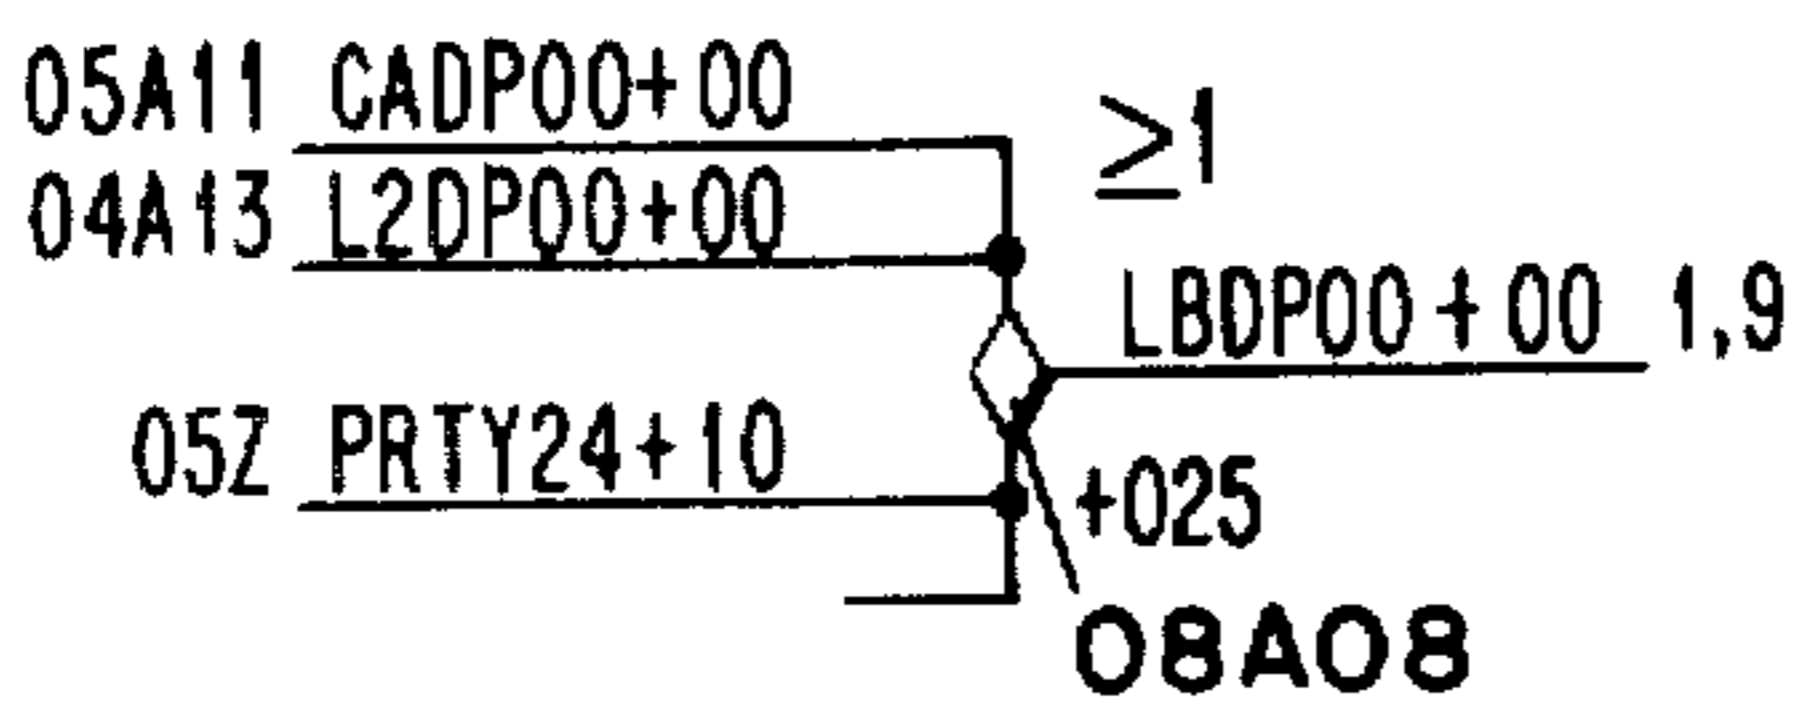 05A11 CADP00+00
≥1
04A13 L2DP00+00
LBDP00+00 1,9
05Z PRTY24+10
+025
08A08